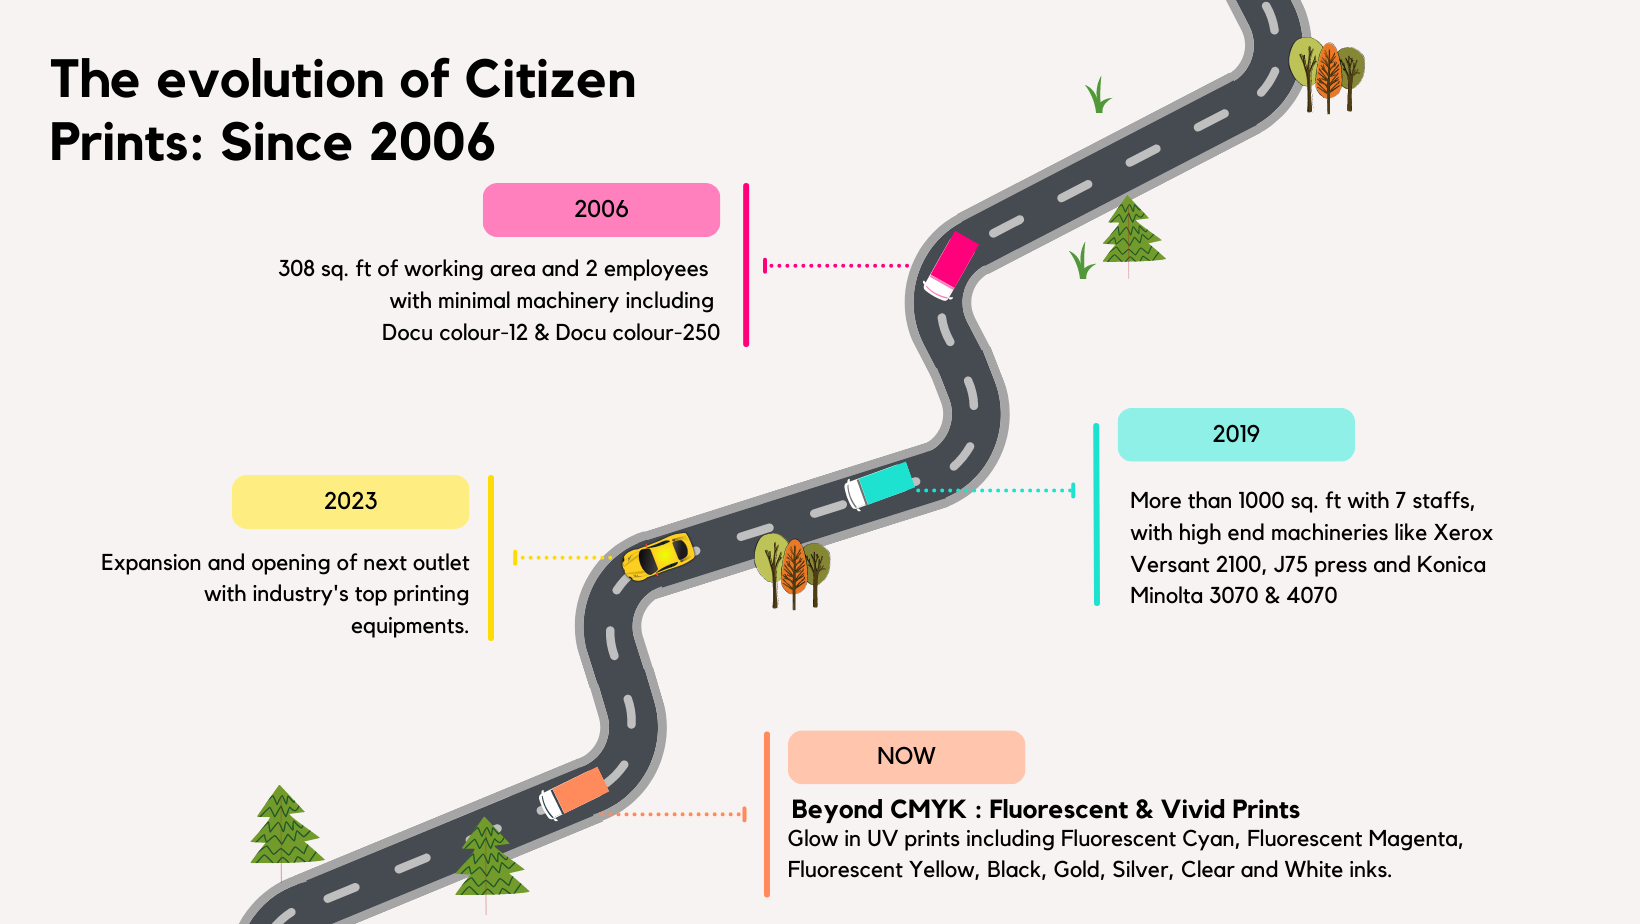 The evolution of Citizen
Prints: Since 2006
2006
308 sq. ft of working area and 2 employees
with minimal machinery including
Docu colour-12 & Docu colour-250
2019
More than 1000 sq. ft with 7 staffs,
with high end machineries like Xerox
Versant 2100, J75 press and Konica
Minolta 3070 & 4070
2023
Expansion and opening of next outlet
with industry's top printing
equipments.
NOW
Beyond CMYK : Fluorescent & Vivid Prints
Glow in UV prints including Fluorescent Cyan, Fluorescent Magenta,
Fluorescent Yellow, Black, Gold, Silver, Clear and White inks.